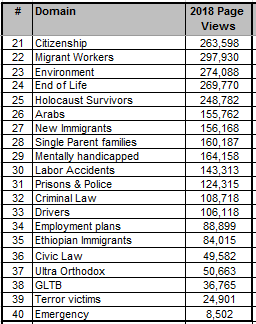 # Domain 2018 Page Views
21 Citizenship 263,598
22 Migrant Workers 297,930
23 Environment 274,088
24 End of Life 269,770
25 Holocaust Survivors 248,782
26 Arabs 155,762
27 New Immigrants 156,168
28 Single Parent families 160,187
29 Mentally handicapped 164,158
30 Labor Accidents 143,313
31 Prisons & Police 124,315
32 Criminal Law 108,718
33 Drivers 106,118
34 Employment plans 88,899
35 Ethiopian Immigrants 84,015
36 Civic Law 49,582
37 Ultra Orthodox 50,663
38 GLTB 36,765
39 Terror victims 24,901
40 Emergency 8,502